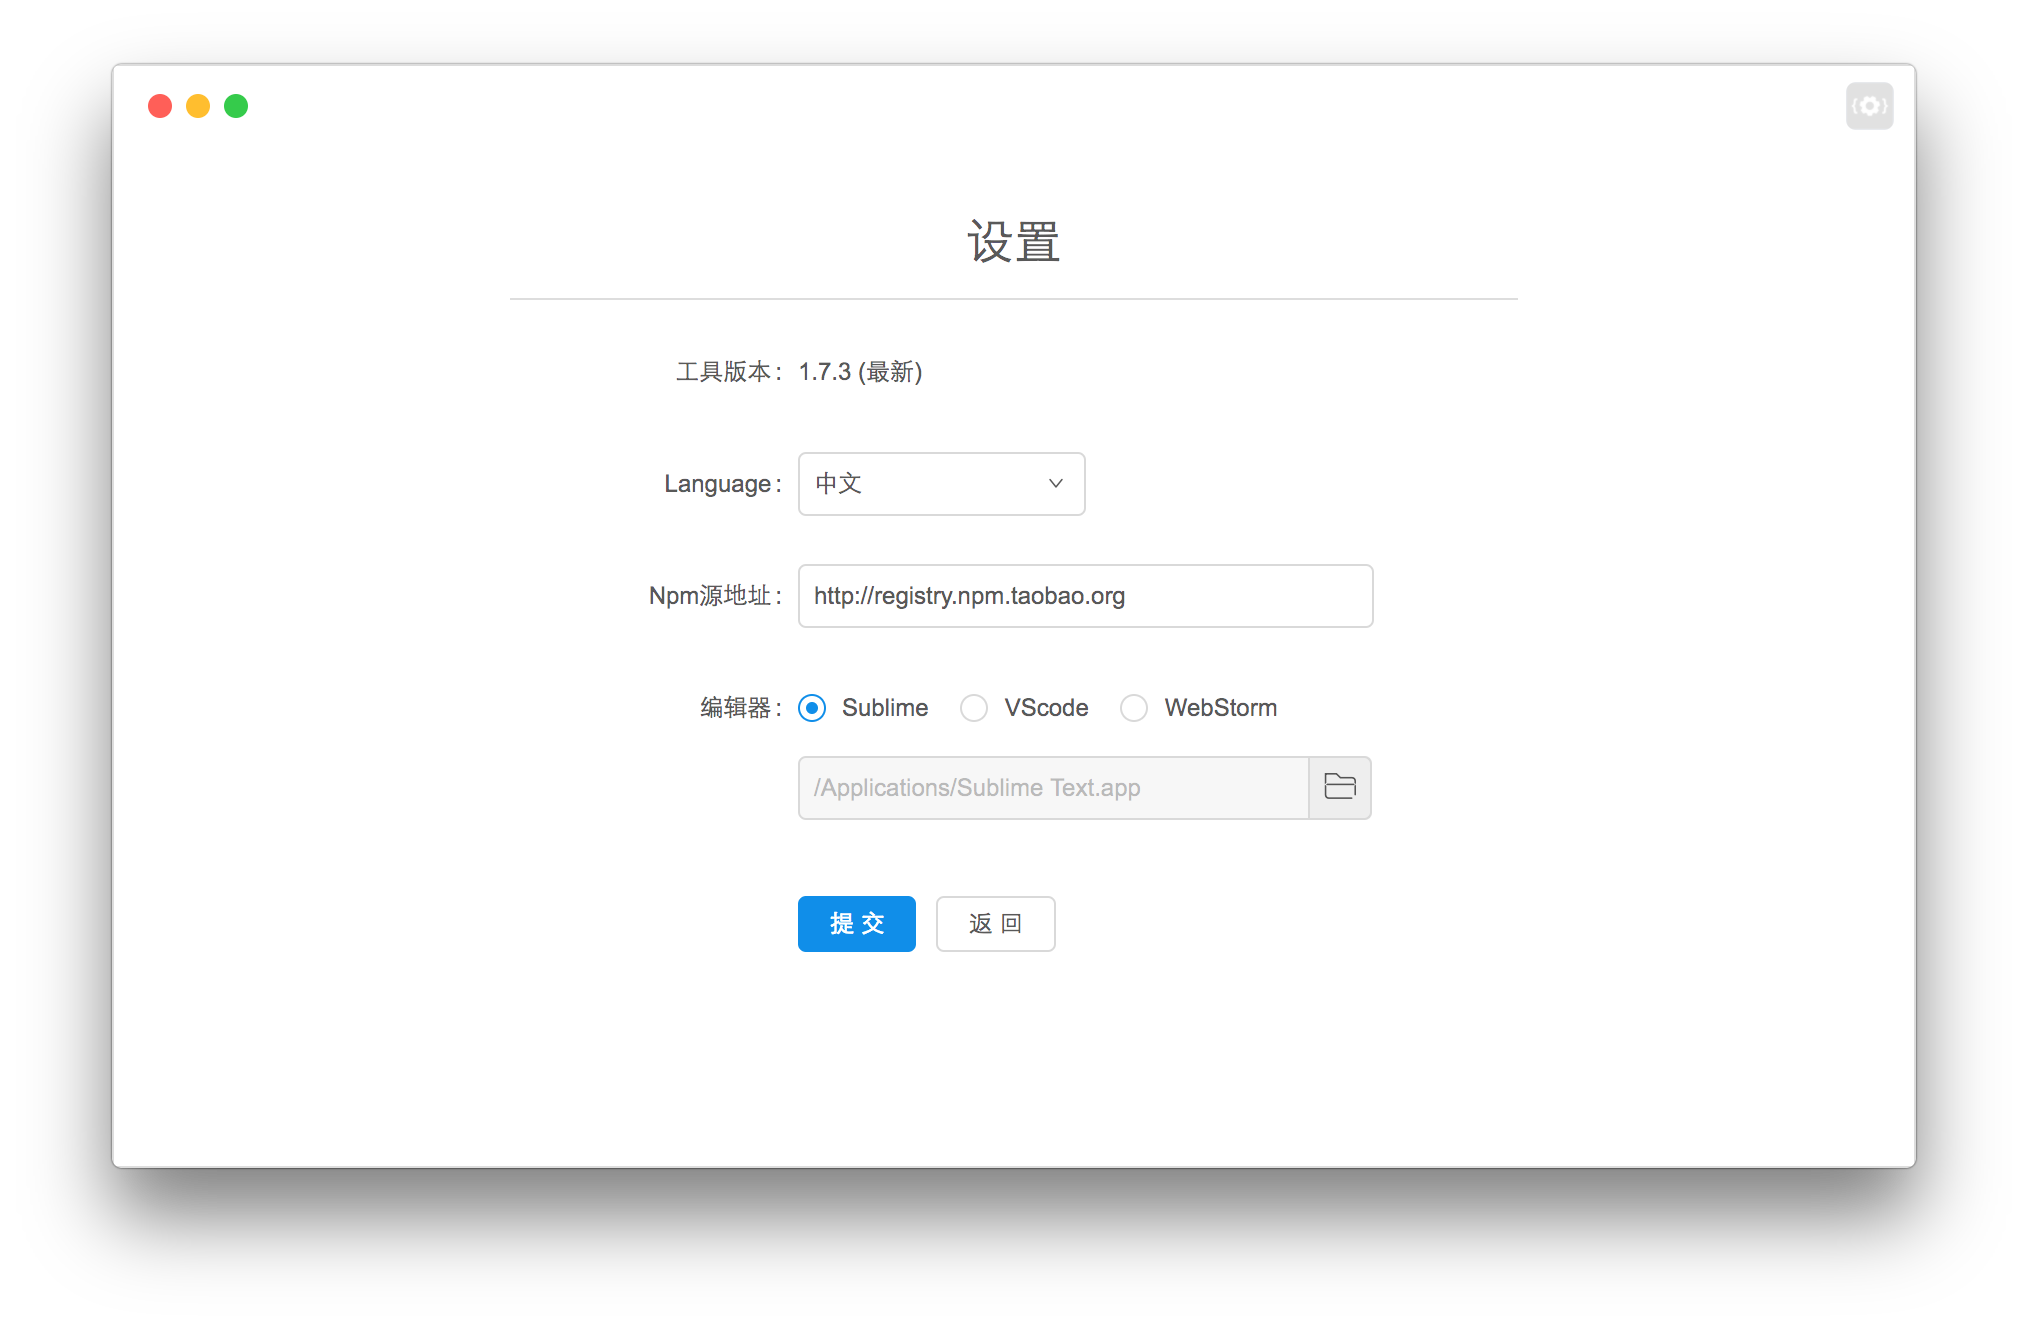 设置
工具版本: 1.7.3 (最新)
Language: 中文
Npm源地址: http://registry.npm.taobao.org
编辑器: Sublime VScode WebStorm
/Applications/Sublime Text.app
提 交 返 回